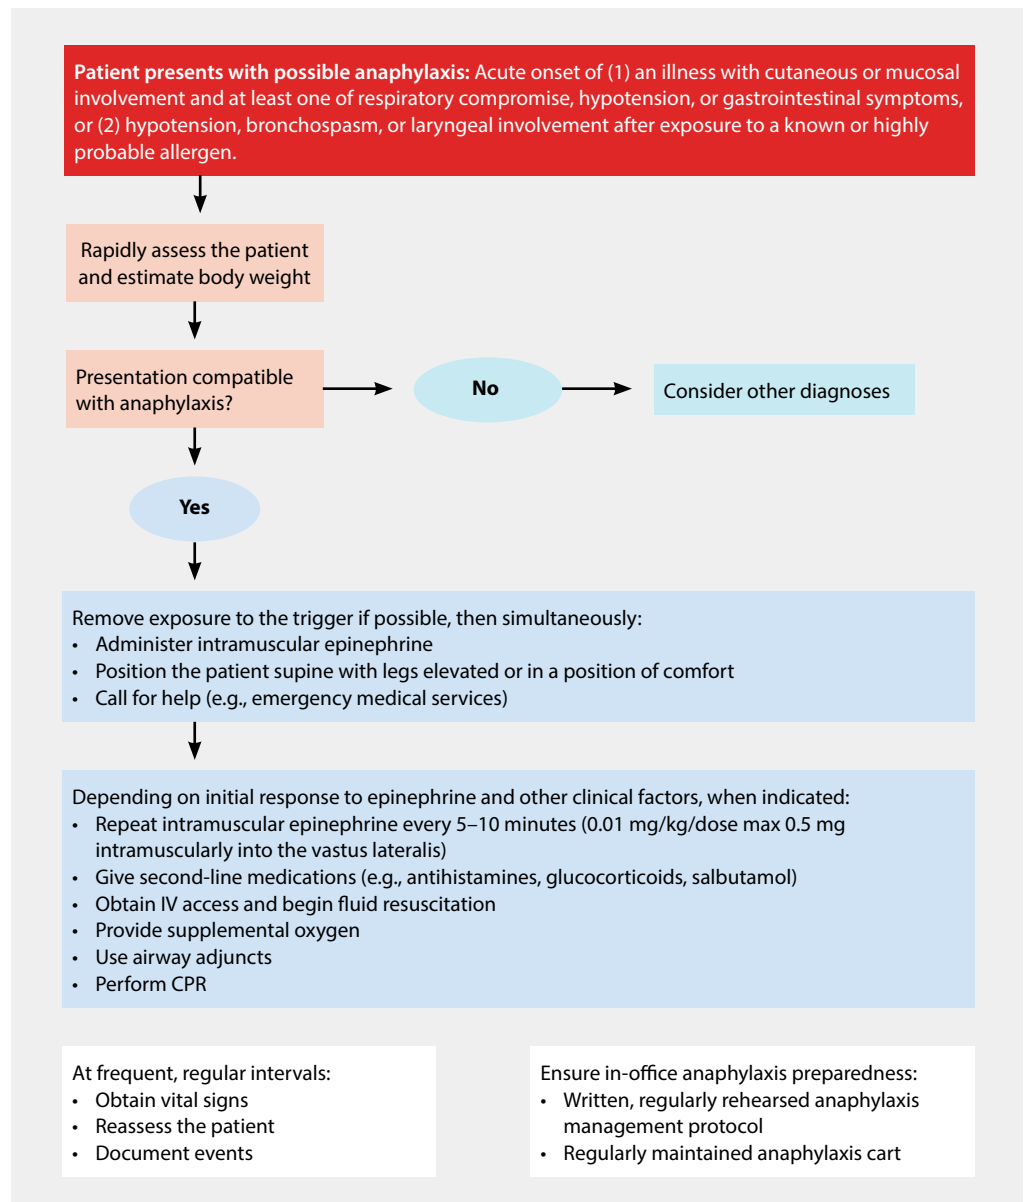 Patient presents with possible anaphylaxis: Acute onset of (1) an illness with cutaneous or mucosal
involvement and at least one of respiratory compromise, hypotension, or gastrointestinal symptoms,
or (2) hypotension, bronchospasm, or laryngeal involvement after exposure to a known or highly
probable allergen.
Rapidly assess the patient
and estimate body weight
Presentation compatible
with anaphylaxis?
No
Consider other diagnoses
Yes
Remove exposure to the trigger if possible, then simultaneously:
• Administer intramuscular epinephrine
• Position the patient supine with legs elevated or in a position of comfort
• Call for help (e.g., emergency medical services)
Depending on initial response to epinephrine and other clinical factors, when indicated:
• Repeat intramuscular epinephrine every 5–10 minutes (0.01 mg/kg/dose max 0.5 mg
intramuscularly into the vastus lateralis)
• Give second-line medications (e.g., antihistamines, glucocorticoids, salbutamol)
• Obtain IV access and begin fluid resuscitation
• Provide supplemental oxygen
• Use airway adjuncts
• Perform CPR
At frequent, regular intervals:
• Obtain vital signs
• Reassess the patient
• Document events
Ensure in-office anaphylaxis preparedness:
• Written, regularly rehearsed anaphylaxis
management protocol
• Regularly maintained anaphylaxis cart